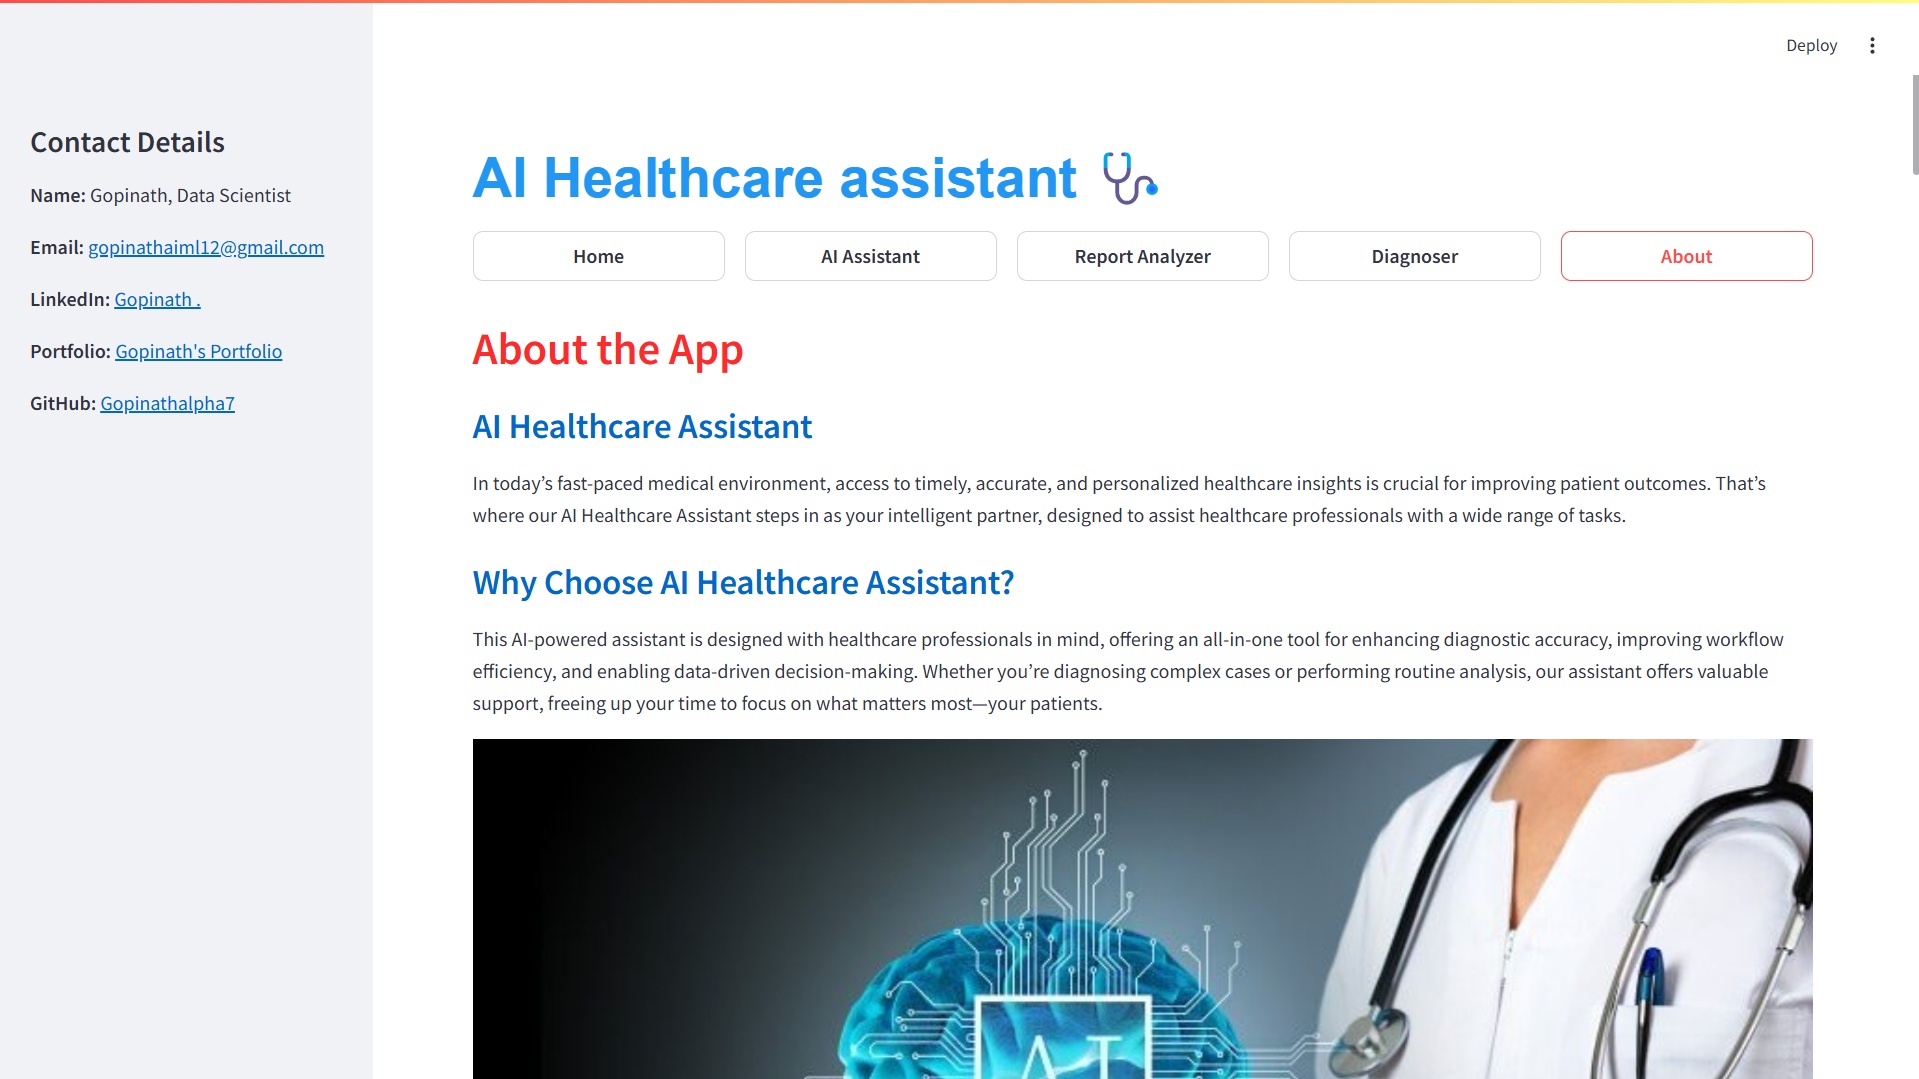 Deploy
Contact Details
Name: Gopinath, Data Scientist
Email: gopinathaiml12@gmail.com
LinkedIn: Gopinath .
Portfolio: Gopinath's Portfolio
GitHub: Gopinathalpha7
AI Healthcare assistant
Home
AI Assistant
Report Analyzer
Diagnoser
About
About the App
AI Healthcare Assistant
In today’s fast-paced medical environment, access to timely, accurate, and personalized healthcare insights is crucial for improving patient outcomes. That’s
where our AI Healthcare Assistant steps in as your intelligent partner, designed to assist healthcare professionals with a wide range of tasks.
Why Choose AI Healthcare Assistant?
This AI-powered assistant is designed with healthcare professionals in mind, offering an all-in-one tool for enhancing diagnostic accuracy, improving workflow
efficiency, and enabling data-driven decision-making. Whether you’re diagnosing complex cases or performing routine analysis, our assistant offers valuable
support, freeing up your time to focus on what matters most—your patients.
AI